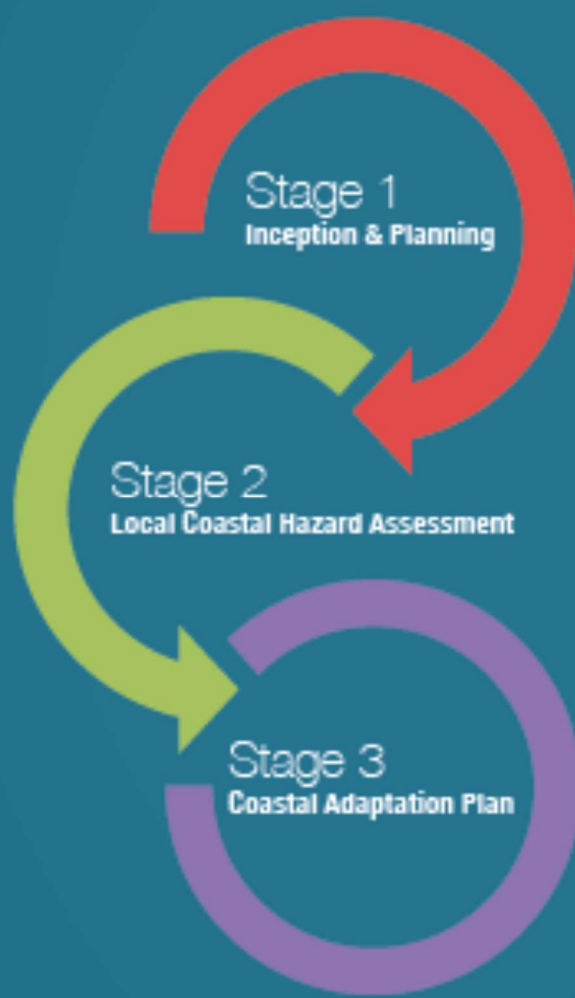 Stage 1
Inception & Planning
Stage 2
Local Coastal Hazard Assessment
Stage 3
Coastal Adaptation Plan